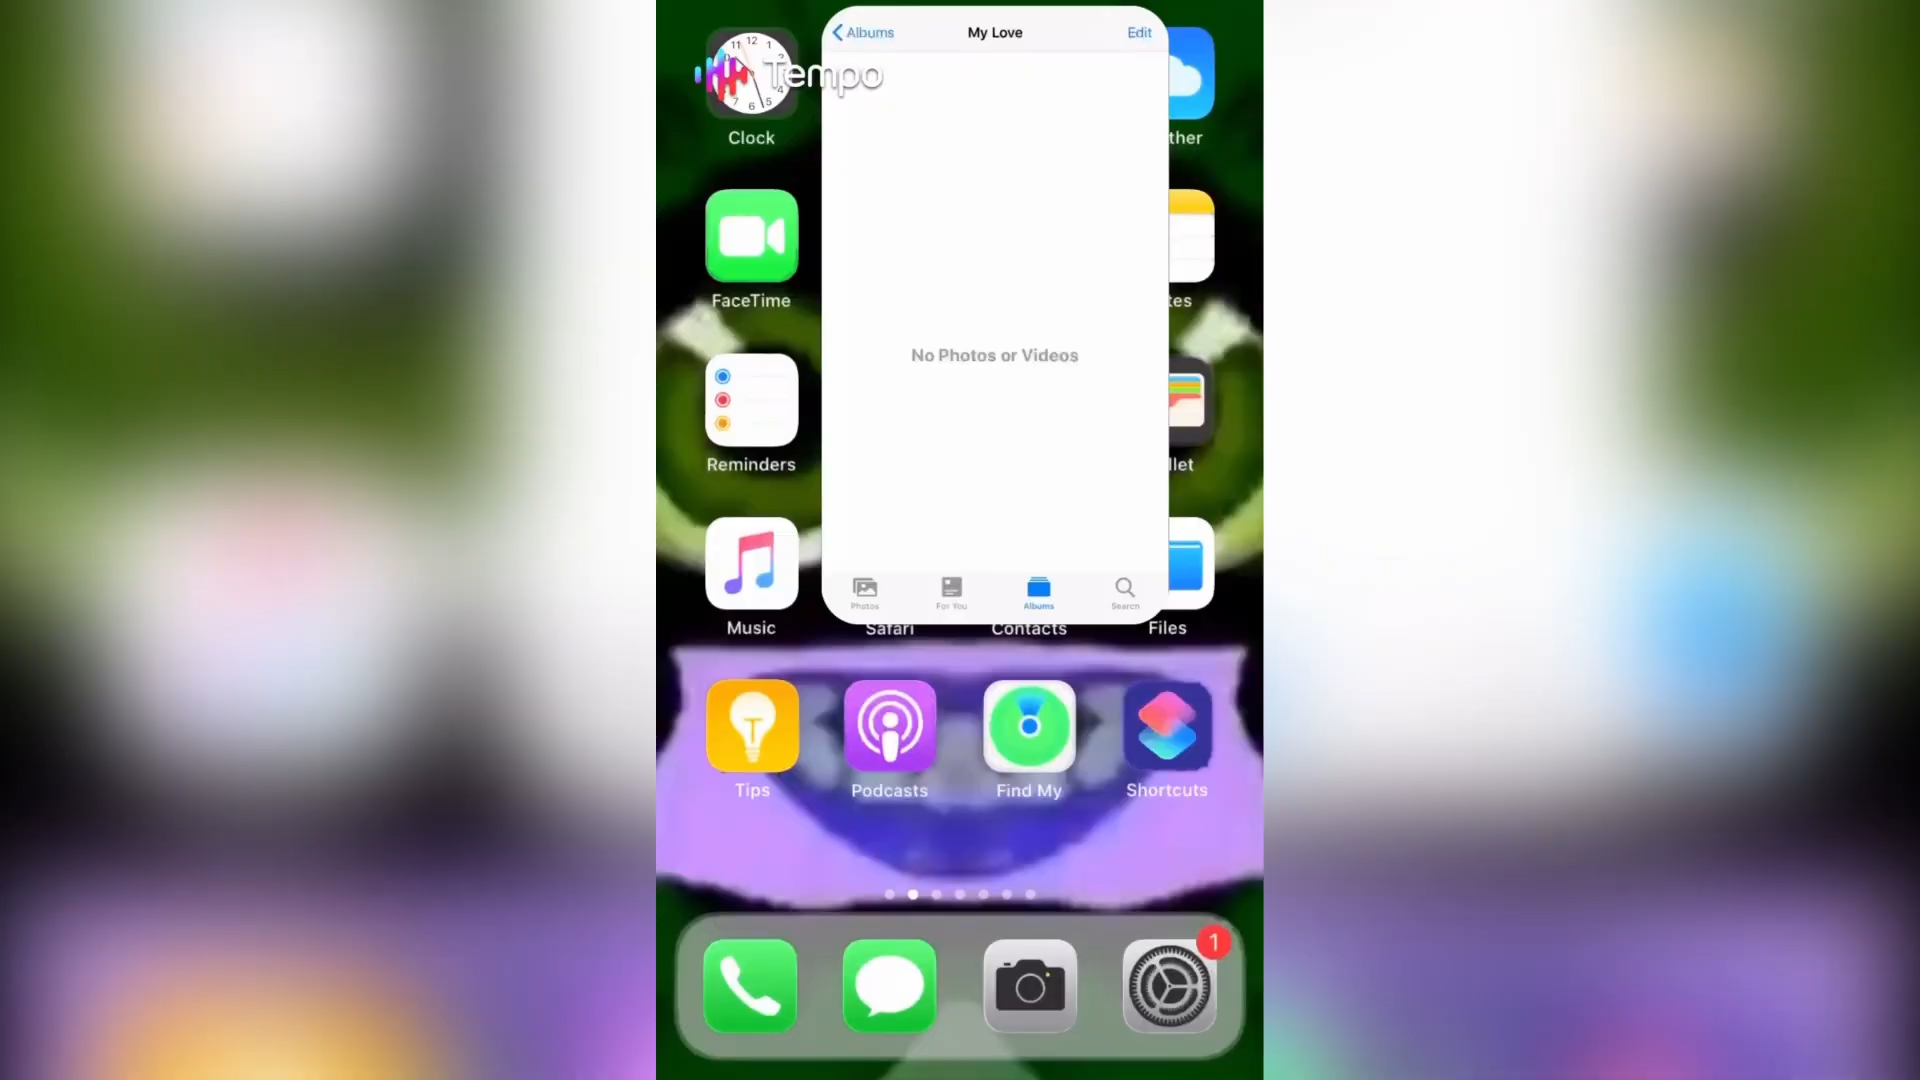 Albums
My Love
Edit
Tempo
Clock
ther
FaceTime
tes
No Photos or Videos
Reminders
llet
Photos
For You
Albums
Search
Music
Safari
Contacts
Files
Tips
Podcasts
Find My
Shortcuts
1